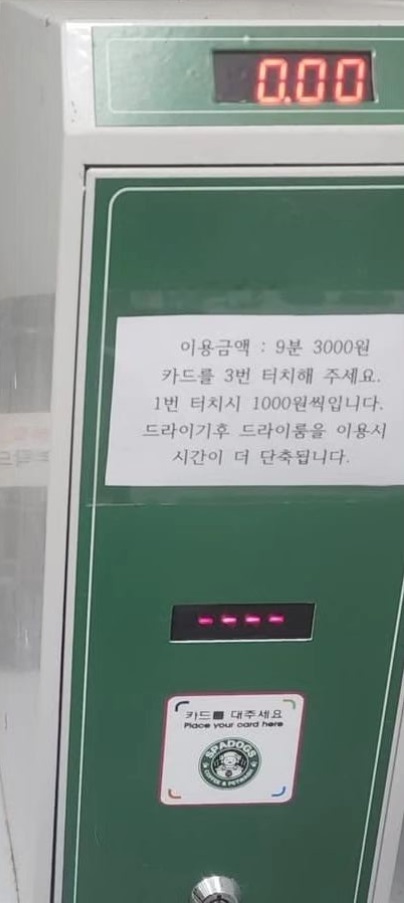 0.00
이용금액 : 9분 3000원
카드를 3번 터치해 주세요.
1번 터치시 1000원씩입니다.
드라이기후 드라이룸을 이용시
시간이 더 단축됩니다.
----
카드를 대주세요
Place your card here
SPADOGS